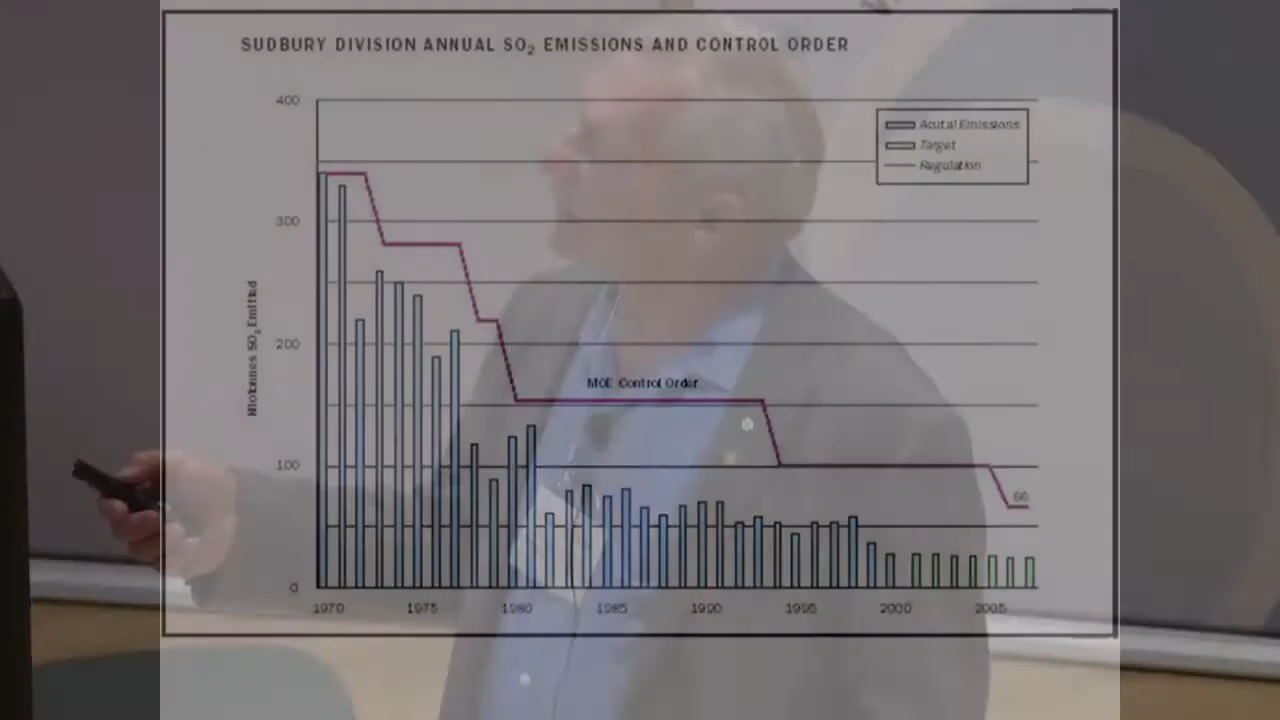 SUDBURY DIVISION ANNUAL SO₂ EMISSIONS AND CONTROL ORDER
400
300
200
100
0
Kilotonnes SO₂ Emitted
Acutal Emissions
Target
Regulation
MOE Control Order
66
1970 1975 1980 1985 1990 1995 2000 2005